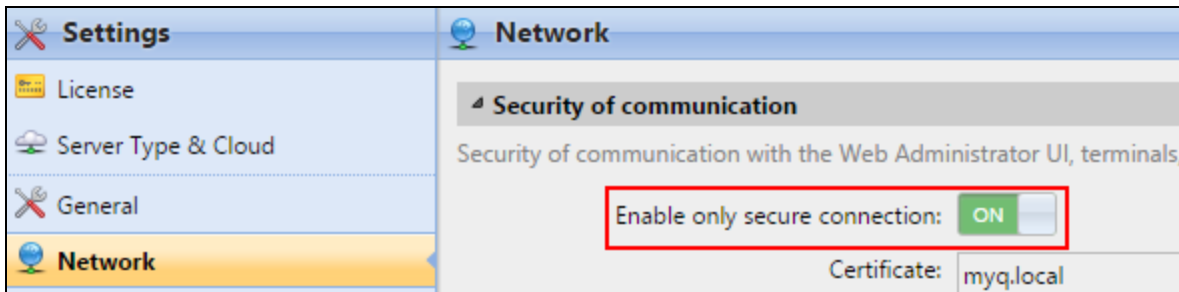 Settings
License
Server Type & Cloud
General
Network
Network
Security of communication
Security of communication with the Web Administrator UI, terminals,
Enable only secure connection: ON
Certificate: myq.local